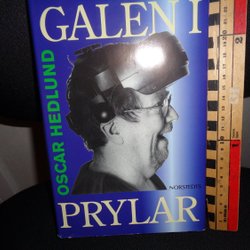 GALEN I
OSCAR HEDLUND
NORSTEDTS
PRYLAR